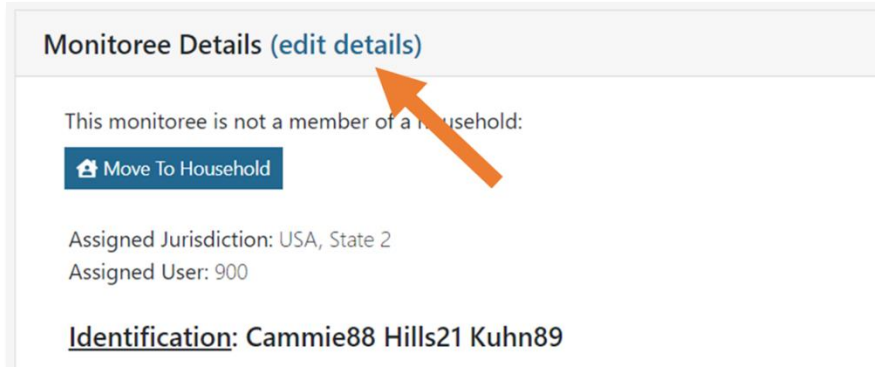 Monitoree Details (edit details)
This monitoree is not a member of a household:
Move To Household
Assigned Jurisdiction: USA, State 2
Assigned User: 900
Identification: Cammie88 Hills21 Kuhn89